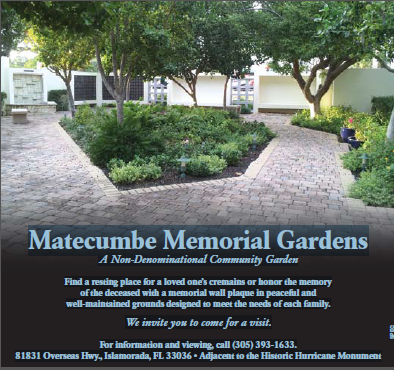 Matecumbe Memorial Gardens
A Non-Denominational Community Garden
Find a resting place for a loved one's cremains or honor the memory
of the deceased with a memorial wall plaque in peaceful and
well-maintained grounds designed to meet the needs of each family.
We invite you to come for a visit.
For information and viewing, call (305) 393-1633.
81831 Overseas Hwy., Islamorada, FL 33036 • Adjacent to the Historic Hurricane Monument